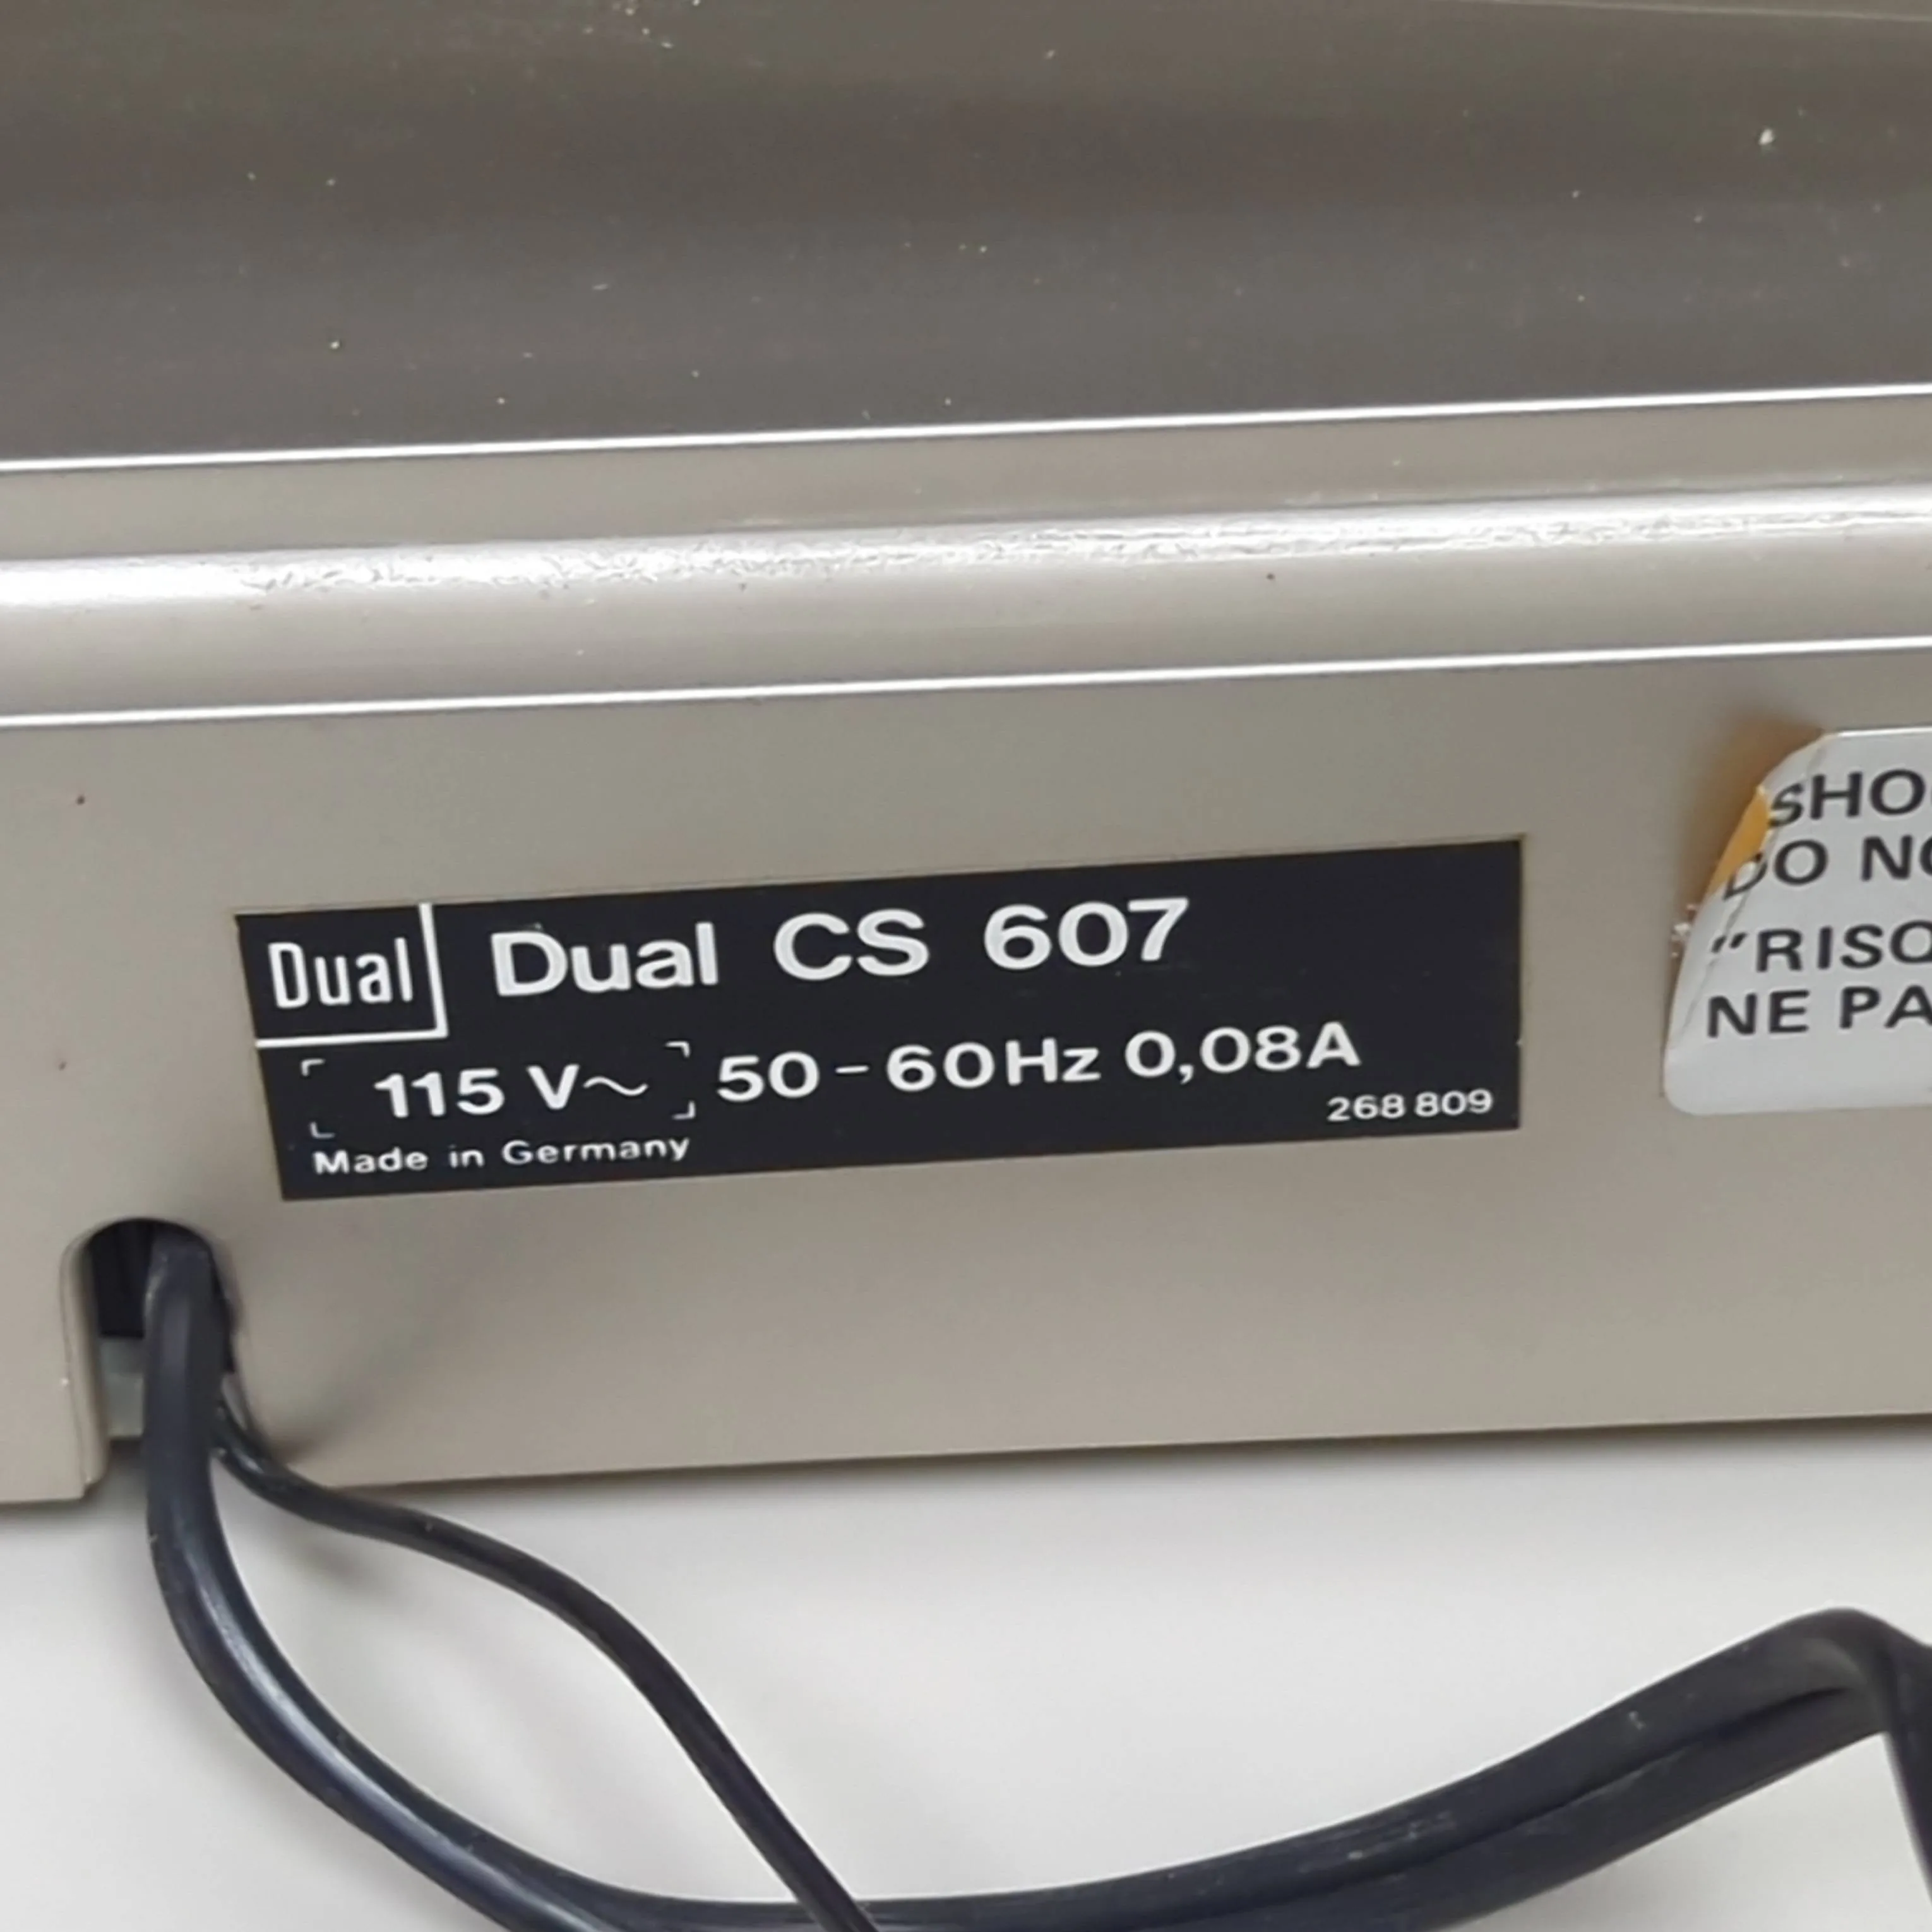 Dual
Dual CS 607
115 V~ 50-60Hz 0,08A
268 809
Made in Germany
SHO
DO NO
"RISQ
NE PA